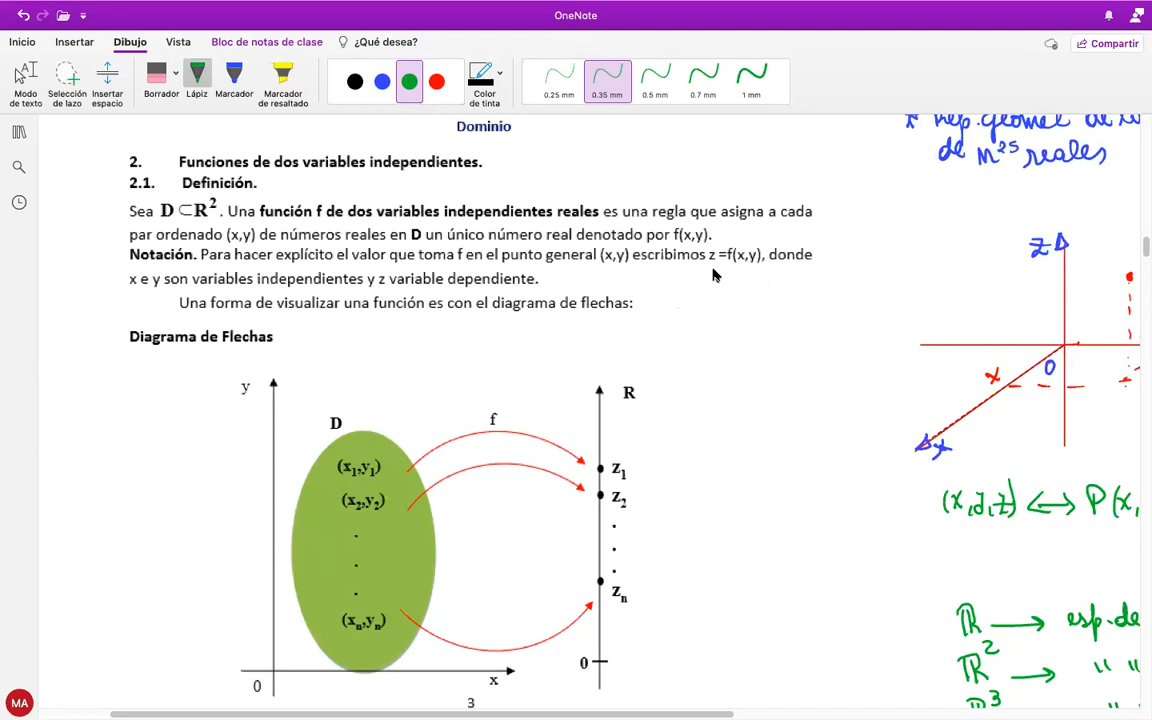 OneNote
Inicio Insertar Dibujo Vista Bloc de notas de clase ¿Qué desea? Compartir
Modo de texto
Selección de lazo
Insertar espacio
Borrador
Lápiz
Marcador
Marcador de resaltado
Color de tinta
0.25 mm 0.35 mm 0.5 mm 0.7 mm 1 mm
Dominio
2. Funciones de dos variables independientes.
2.1. Definición.
Sea D ⊂R². Una función f de dos variables independientes reales es una regla que asigna a cada
par ordenado (x,y) de números reales en D un único número real denotado por f(x,y).
Notación. Para hacer explícito el valor que toma f en el punto general (x,y) escribimos z =f(x,y), donde
x e y son variables independientes y z variable dependiente.
Una forma de visualizar una función es con el diagrama de flechas:
Diagrama de Flechas
y
D
(x₁,y₁)
(x₂,y₂)
.
.
.
(xₙ,yₙ)
f
R
z₁
z₂
.
.
.
zₙ
0
x
0
3
de nᵒˢ reales
z
x
0
(x,y,z) ⟷ P(x,
ℝ → esp. de
ℝ² → " "
ℝ³
MA